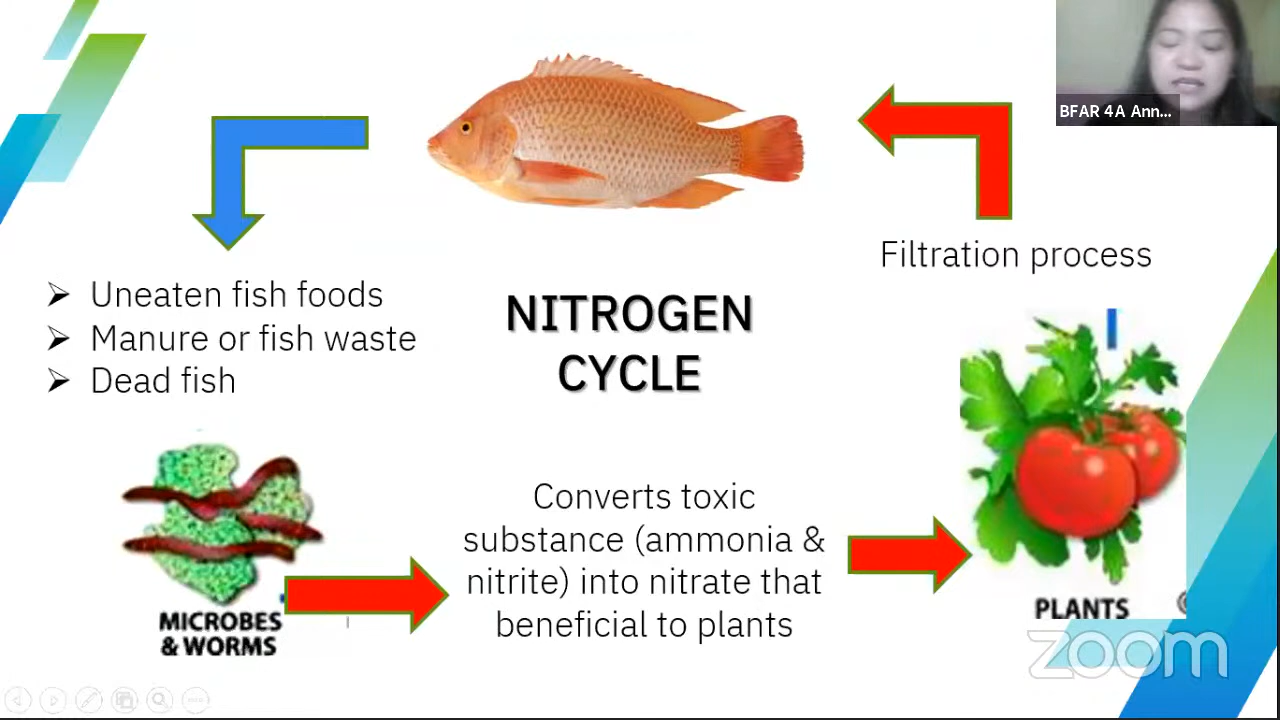 BFAR 4A Ann...
Filtration process
Uneaten fish foods
Manure or fish waste
Dead fish
NITROGEN
CYCLE
Converts toxic
substance (ammonia &
nitrite) into nitrate that
beneficial to plants
MICROBES
& WORMS
PLANTS
zoom